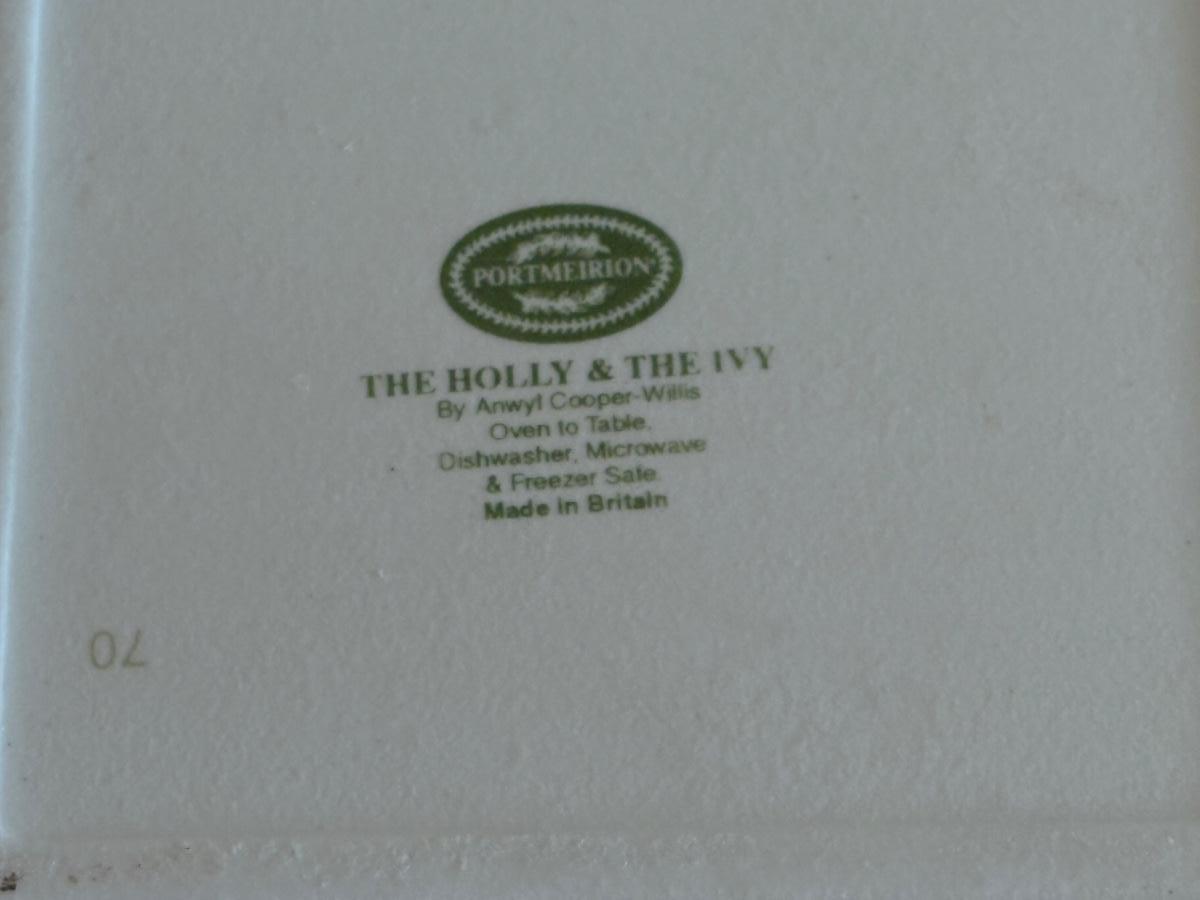 PORTMEIRION®
THE HOLLY & THE IVY
By Anwyl Cooper-Willis
Oven to Table,
Dishwasher, Microwave
& Freezer Safe.
Made in Britain
70